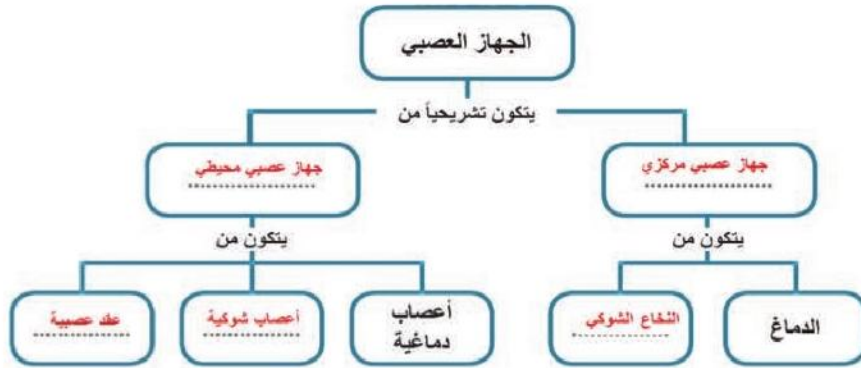 الجهاز العصبي
يتكون تشريحياً من
جهاز عصبي مركزي
جهاز عصبي محيطي
يتكون من
يتكون من
الدماغ
النخاع الشوكي
أعصاب
دماغية
أعصاب شوكية
عقد عصبية